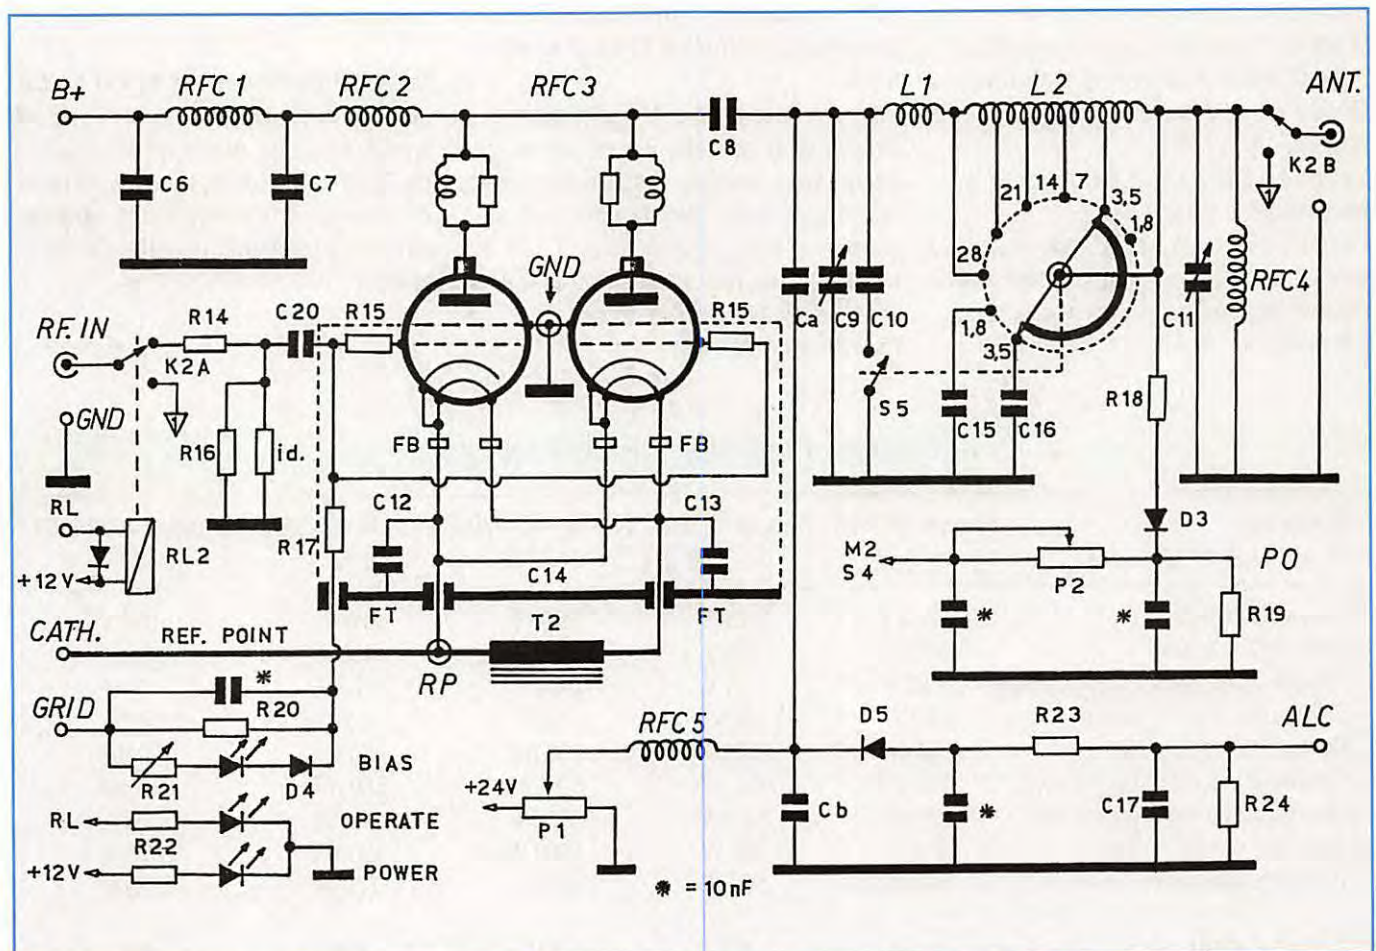 B+ RFC 1 RFC 2 RFC 3 L1 L2 ANT.
C8
C6 C7 21 14 7 3,5 K2B
1,8
28
GND
Ca C9 C10 C11 RFC4
RF. IN R14 C20 R15 R15
K2A
1,8
3,5
S5
R18
GND
R16 id. FB FB C15 C16
RL C12 C13
R17 D3
RL2 M2
S4 P2 PO
+12V C14
FT FT * * R19
CATH. REF. POINT T2
RP
*
GRID R20 RFC5 D5 R23 ALC
BIAS
R21 D4 +24V
P1 Cb * C17 R24
RL OPERATE
R22
+12V POWER
* = 10 nF